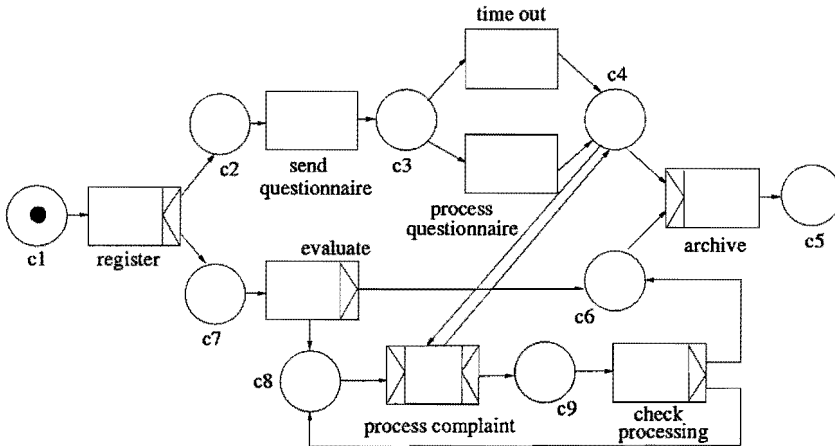 time out
c4
c2
c3
send
questionnaire
process
questionnaire
c1
register
archive
c5
evaluate
c7
c6
c8
process complaint
c9
check
processing